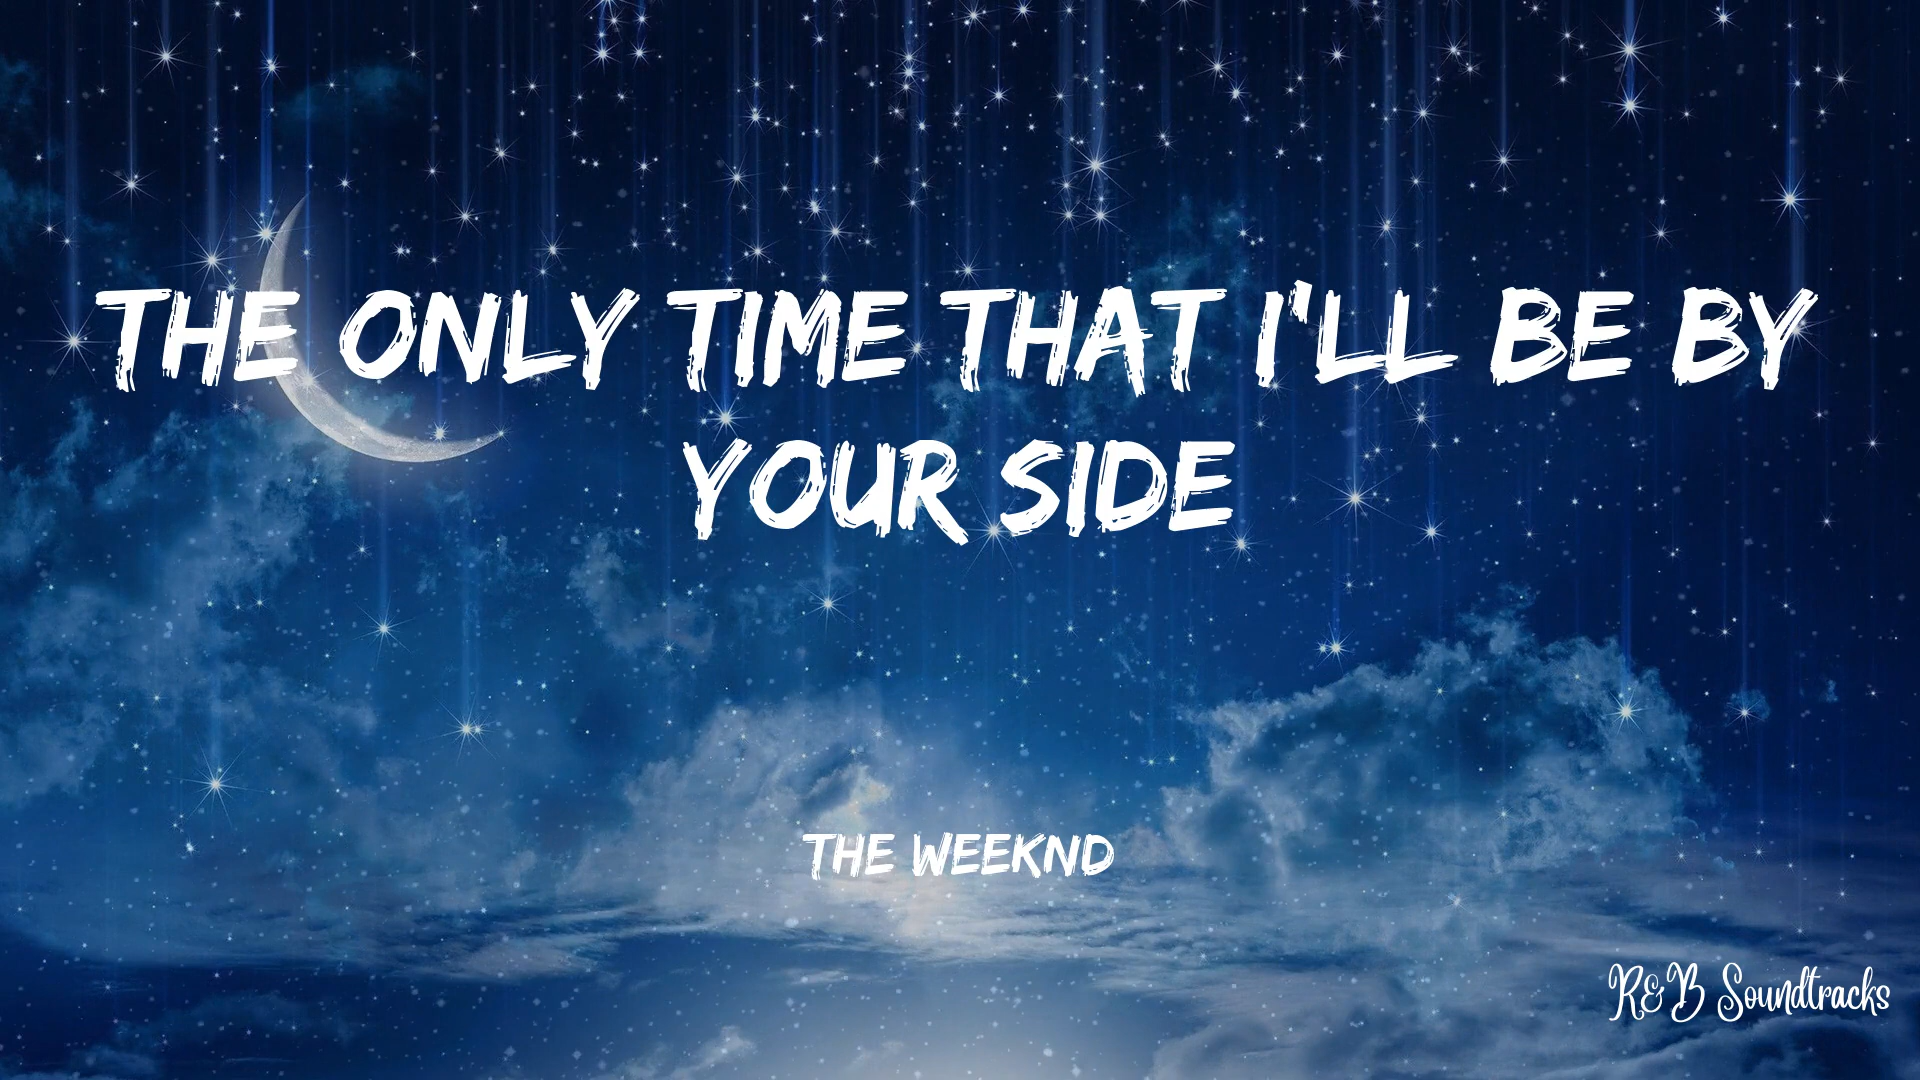 THE ONLY TIME THAT I'LL BE BY
YOUR SIDE
THE WEEKND
R&B Soundtracks